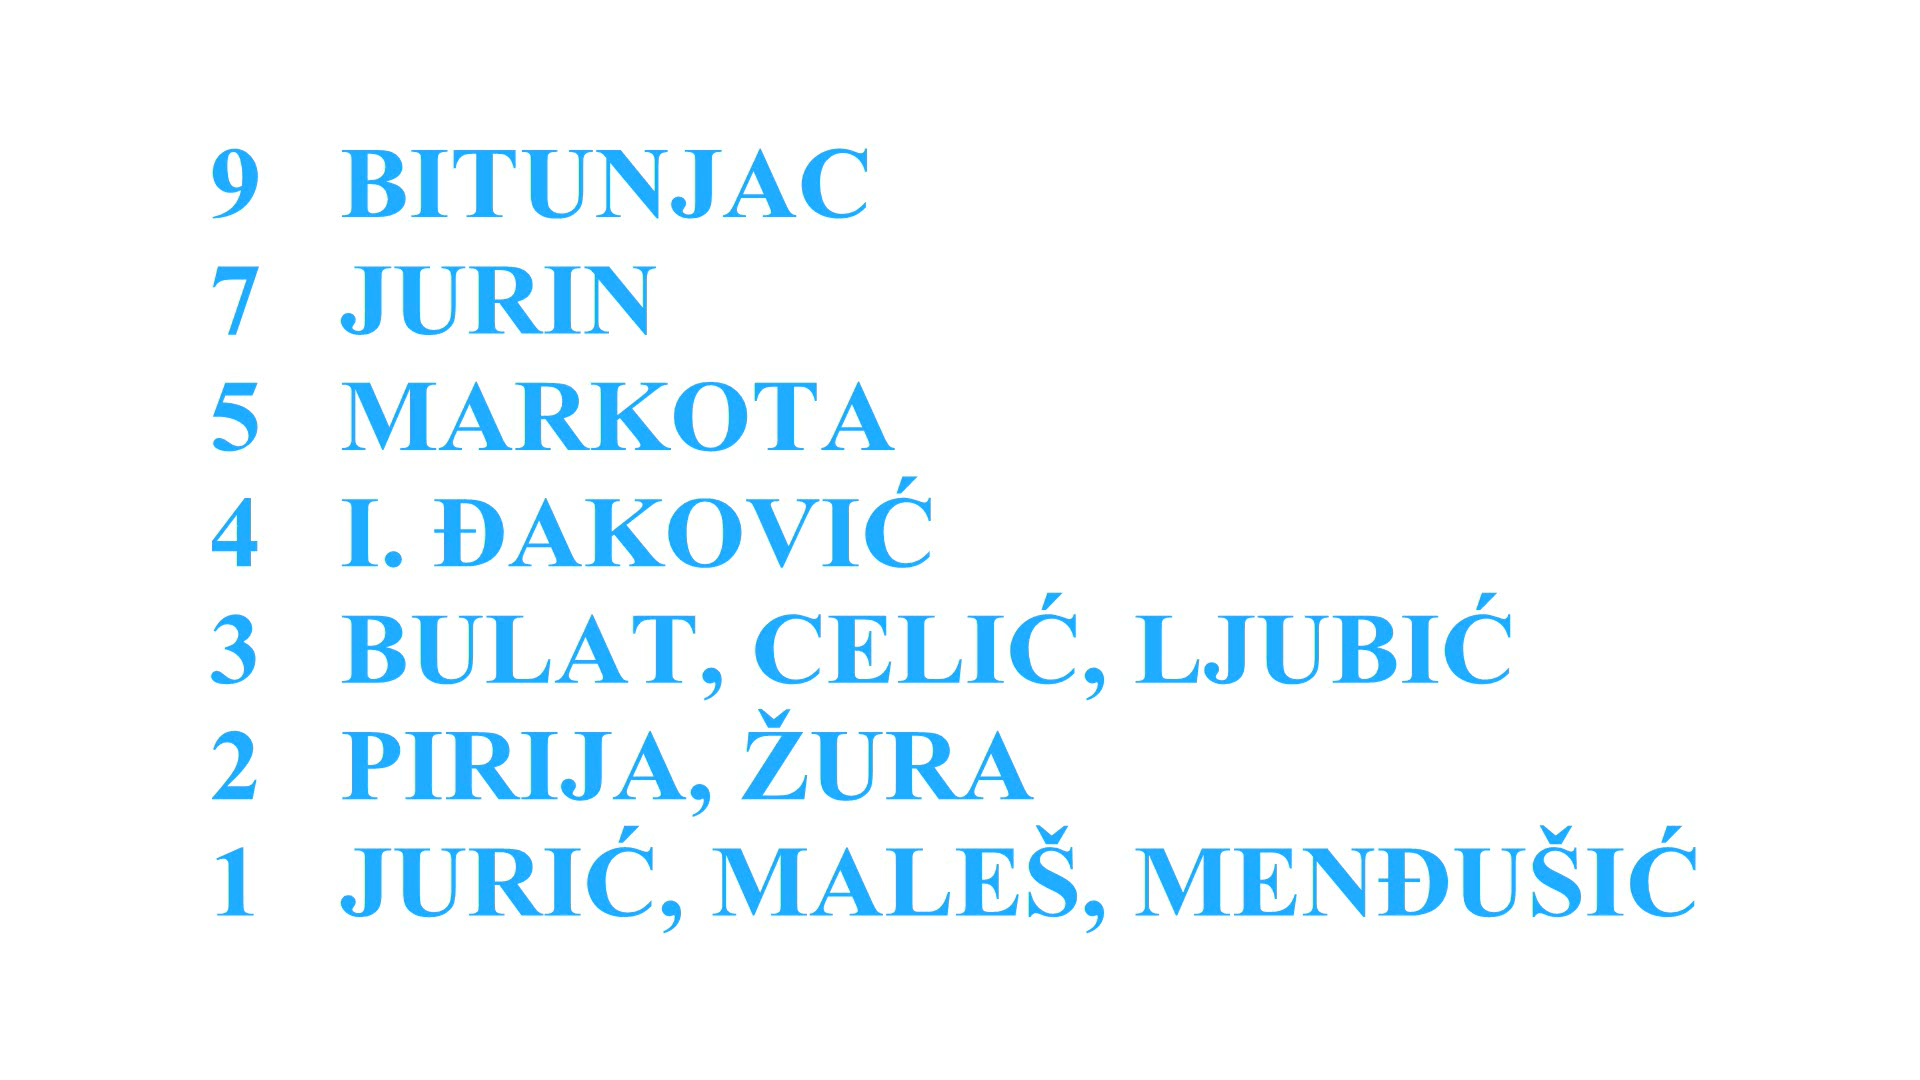 9 BITUNJAC
7 JURIN
5 MARKOTA
4 I. ĐAKOVIĆ
3 BULAT, CELIĆ, LJUBIĆ
2 PIRIJA, ŽURA
1 JURIĆ, MALEŠ, MENĐUŠIĆ